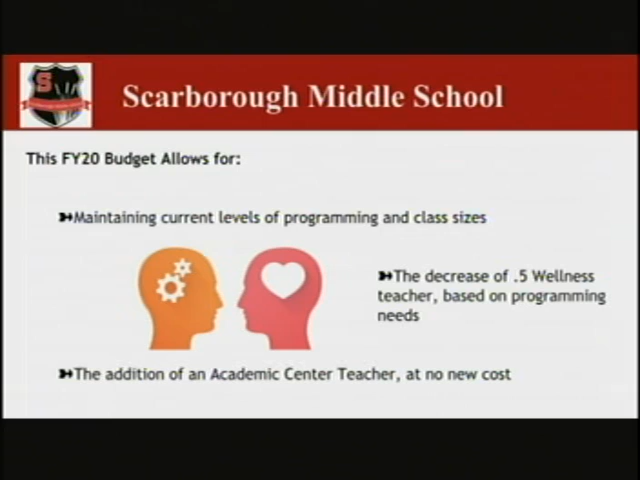 S
Scarborough Middle School
This FY20 Budget Allows for:
➽Maintaining current levels of programming and class sizes
➽The decrease of .5 Wellness
teacher, based on programming
needs
➽The addition of an Academic Center Teacher, at no new cost